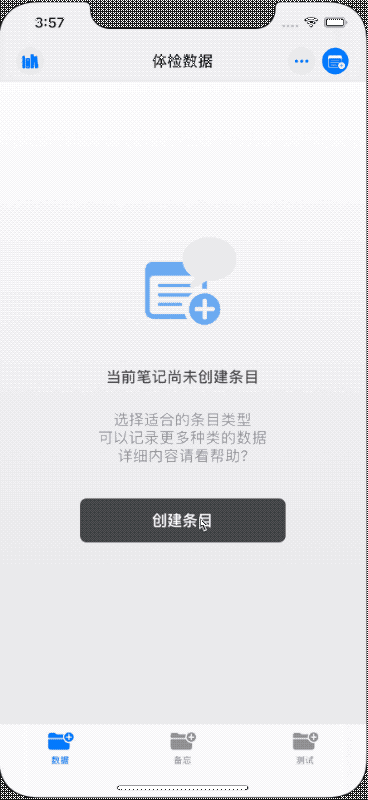 3:57
体检数据
当前笔记尚未创建条目
选择适合的条目类型
可以记录更多种类的数据
详细内容请看帮助?
创建条目
数据
备忘
测试